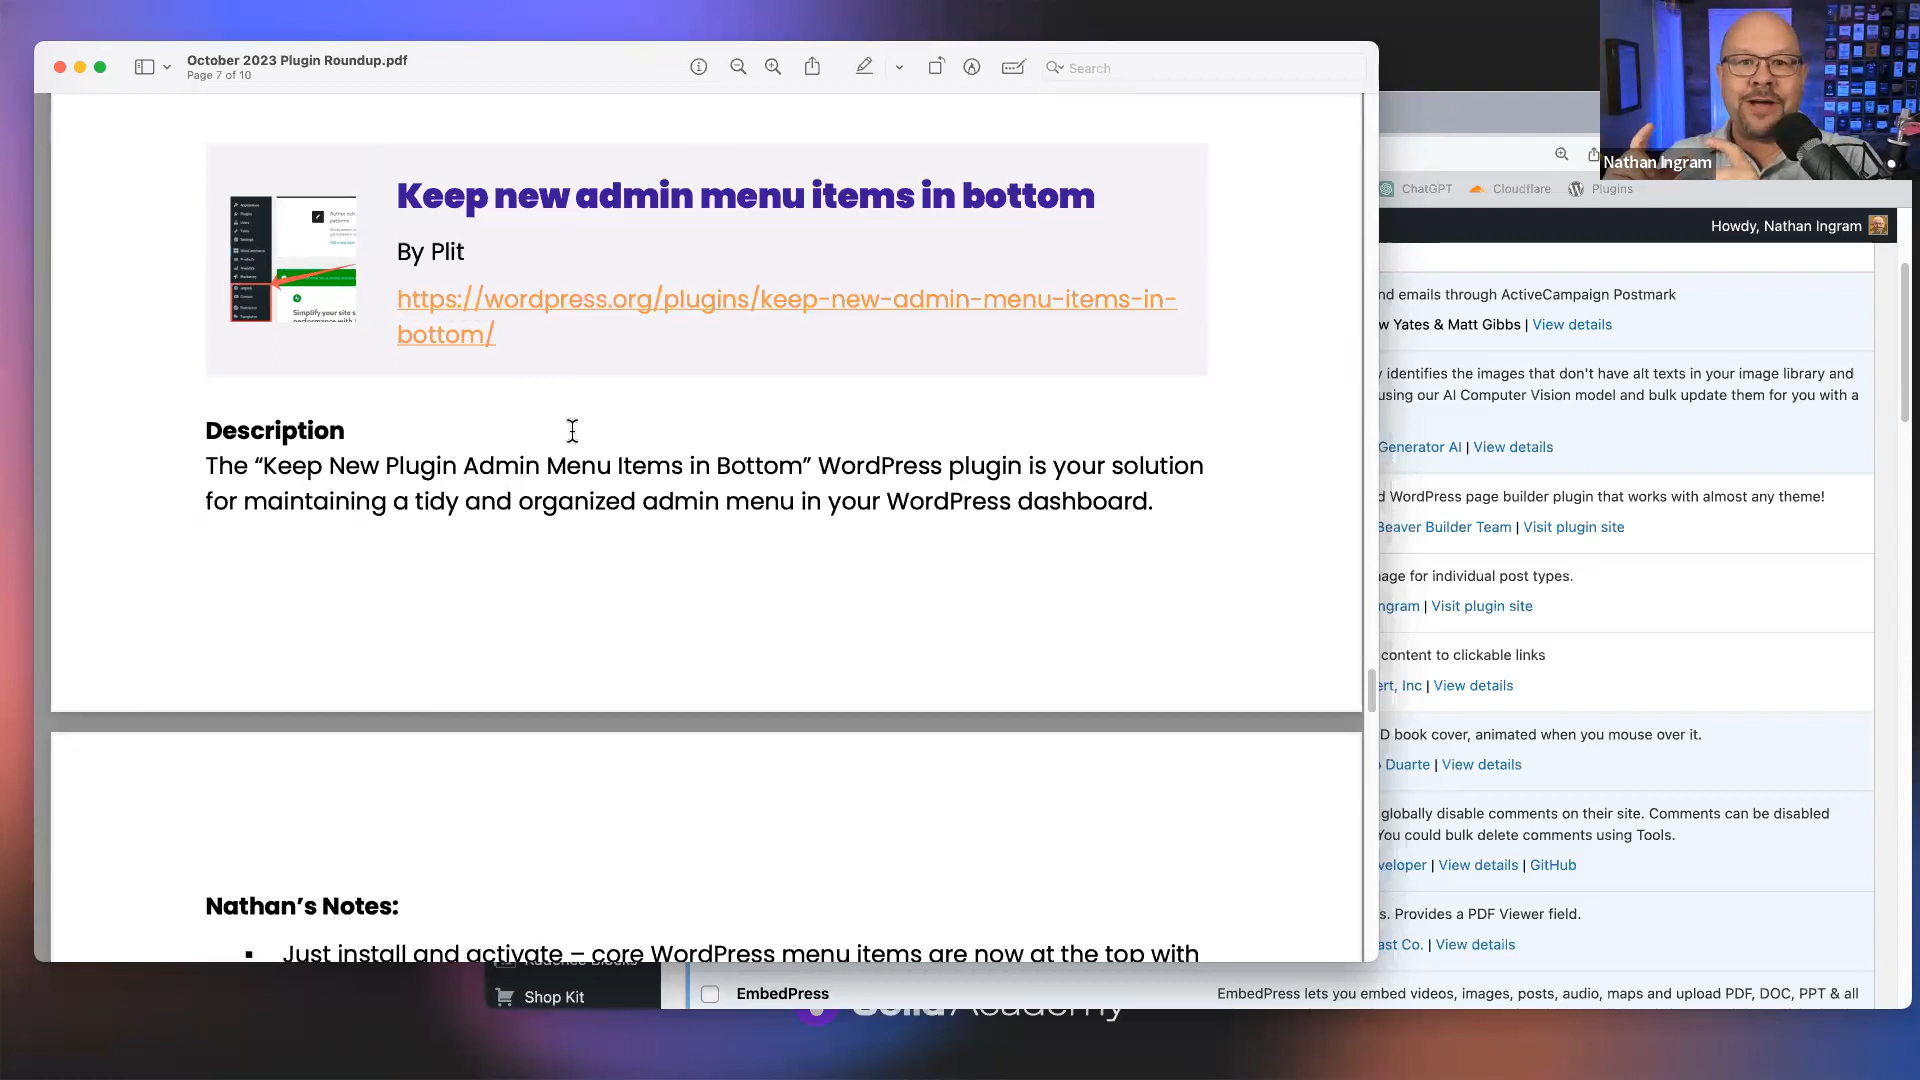 October 2023 Plugin Roundup.pdf
Page 7 of 10
Search
Nathan Ingram
Keep new admin menu items in bottom
By Plit
https://wordpress.org/plugins/keep-new-admin-menu-items-in-
bottom/
Description
The “Keep New Plugin Admin Menu Items in Bottom” WordPress plugin is your solution
for maintaining a tidy and organized admin menu in your WordPress dashboard.
Nathan’s Notes:
▪ Just install and activate – core WordPress menu items are now at the top with
ChatGPT Cloudflare Plugins
Howdy, Nathan Ingram
nd emails through ActiveCampaign Postmark
w Yates & Matt Gibbs | View details
y identifies the images that don't have alt texts in your image library and
using our AI Computer Vision model and bulk update them for you with a
Generator AI | View details
d WordPress page builder plugin that works with almost any theme!
Beaver Builder Team | Visit plugin site
age for individual post types.
ngram | Visit plugin site
content to clickable links
ert, Inc | View details
D book cover, animated when you mouse over it.
Duarte | View details
globally disable comments on their site. Comments can be disabled
You could bulk delete comments using Tools.
veloper | View details | GitHub
s. Provides a PDF Viewer field.
ast Co. | View details
Shop Kit
EmbedPress
EmbedPress lets you embed videos, images, posts, audio, maps and upload PDF, DOC, PPT & all